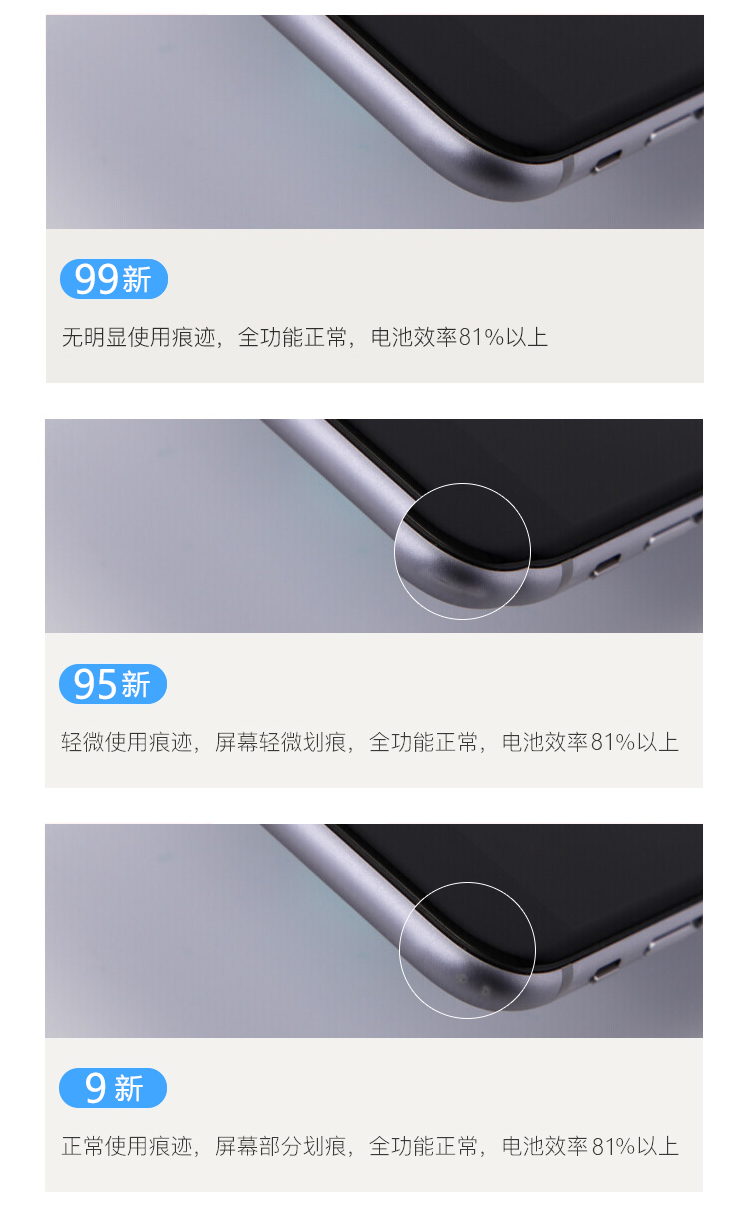 99新
无明显使用痕迹，全功能正常，电池效率81%以上
95新
轻微使用痕迹，屏幕轻微划痕，全功能正常，电池效率81%以上
9新
正常使用痕迹，屏幕部分划痕，全功能正常，电池效率81%以上